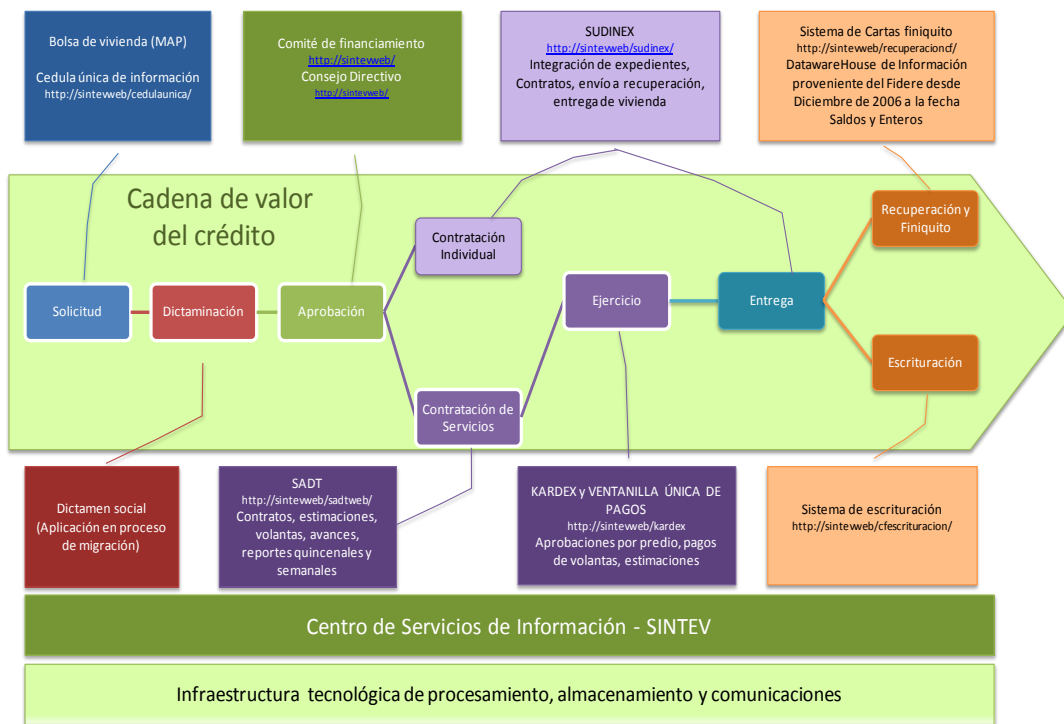 Bolsa de vivienda (MAP)
Cedula única de información
http://sintevweb/cedulaunica/
Comité de financiamiento
http://sintevweb/
Consejo Directivo
http://sintevweb/
SUDINEX
http://sintevweb/sudinex/
Integración de expedientes,
Contratos, envío a recuperación,
entrega de vivienda
Sistema de Cartas finiquito
http://sintevweb/recuperacioncf/
DatawareHouse de Información
proveniente del Fidere desde
Diciembre de 2006 a la fecha
Saldos y Enteros
Cadena de valor
del crédito
Solicitud
Dictaminación
Aprobación
Contratación
Individual
Contratación de
Servicios
Ejercicio
Entrega
Recuperación y
Finiquito
Escrituración
Dictamen social
(Aplicación en proceso
de migración)
SADT
http://sintevweb/sadtweb/
Contratos, estimaciones,
volantas, avances,
reportes quincenales y
semanales
KARDEX y VENTANILLA ÚNICA DE
PAGOS
http://sintevweb/kardex
Aprobaciones por predio, pagos
de volantas, estimaciones
Sistema de escrituración
http://sintevweb/cfescrituracion/
Centro de Servicios de Información - SINTEV
Infraestructura tecnológica de procesamiento, almacenamiento y comunicaciones